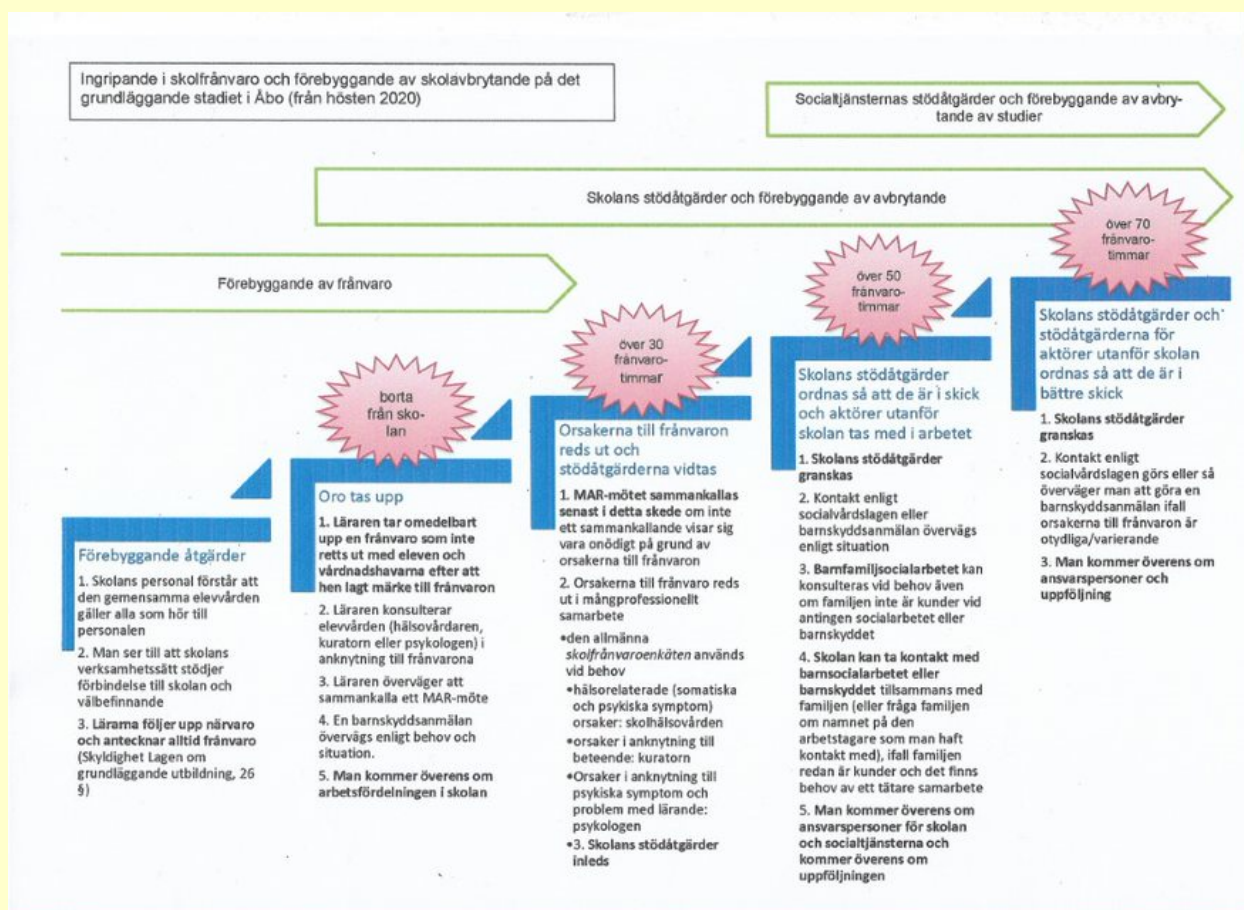 Ingripande i skolfrånvaro och förebyggande av skolavbrytande på det
grundläggande stadiet i Åbo (från hösten 2020)
Socialtjänsternas stödåtgärder och förebyggande av avbry-
tande av studier
Skolans stödåtgärder och förebyggande av avbrytande
Förebyggande av frånvaro
Förebyggande åtgärder
1. Skolans personal förstår att
den gemensamma elevvården
gäller alla som hör till
personalen
2. Man ser till att skolans
verksamhetssätt stödjer
förbindelse till skolan och
välbefinnande
3. Lärarna följer upp närvaro
och antecknar alltid frånvaro
(Skyldighet Lagen om
grundläggande utbildning, 26
§)
borta
från sko-
lan
Oro tas upp
1. Läraren tar omedelbart
upp en frånvaro som inte
retts ut med eleven och
vårdnadshavarna efter att
hen lagt märke till frånvaron
2. Läraren konsulterar
elevvården (hälsovårdaren,
kuratorn eller psykologen) i
anknytning till frånvarona
3. Läraren överväger att
sammankalla ett MAR-möte
4. En barnskyddsanmälan
övervägs enligt behov och
situation.
5. Man kommer överens om
arbetsfördelningen i skolan
över 30
frånvaro-
timmar
Orsakerna till frånvaron
reds ut och
stödåtgärderna vidtas
1. MAR-mötet sammankallas
senast i detta skede om inte
ett sammankallande visar sig
vara onödigt på grund av
orsakerna till frånvaron
2. Orsakerna till frånvaro reds
ut i mångprofessionellt
samarbete
•den allmänna
skolfrånvaroenkäten används
vid behov
•hälsorelaterade (somatiska
och psykiska symptom)
orsaker: skolhälsovården
•orsaker i anknytning till
beteende: kuratorn
•Orsaker i anknytning till
psykiska symptom och
problem med lärande:
psykologen
•3. Skolans stödåtgärder
inleds
över 50
frånvaro-
timmar
Skolans stödåtgärder
ordnas så att de är i skick
och aktörer utanför
skolan tas med i arbetet
1. Skolans stödåtgärder
granskas
2. Kontakt enligt
socialvårdslagen eller
barnskyddsanmälan övervägs
enligt situation
3. Barnfamiljsocialarbetet kan
konsulteras vid behov även
om familjen inte är kunder vid
antingen socialarbetet eller
barnskyddet
4. Skolan kan ta kontakt med
barnsocialarbetet eller
barnskyddet tillsammans med
familjen (eller fråga familjen
om namnet på den
arbetstagare som man haft
kontakt med), ifall familjen
redan är kunder och det finns
behov av ett tätare samarbete
5. Man kommer överens om
ansvarspersoner för skolan
och socialtjänsterna och
kommer överens om
uppföljningen
över 70
frånvaro-
timmar
Skolans stödåtgärder och
stödåtgärderna för
aktörer utanför skolan
ordnas så att de är i
bättre skick
1. Skolans stödåtgärder
granskas
2. Kontakt enligt
socialvårdslagen görs eller så
överväger man att göra en
barnskyddsanmälan ifall
orsakerna till frånvaron är
otydliga/varierande
3. Man kommer överens om
ansvarspersoner och
uppföljning